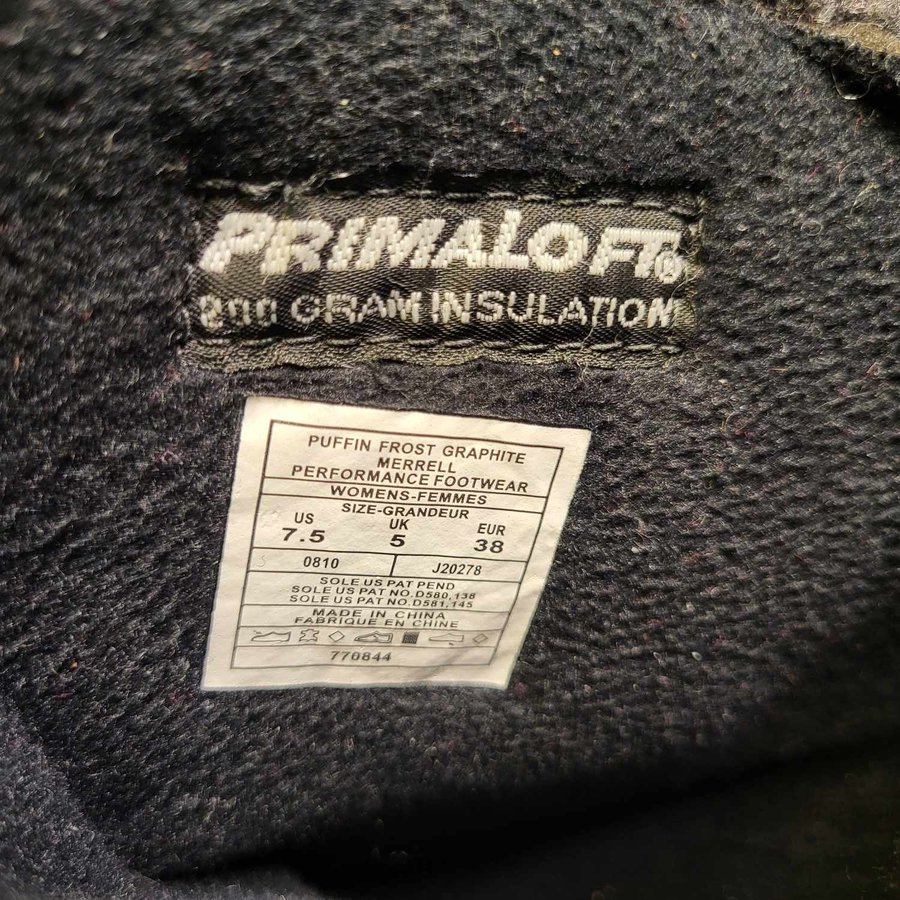 PRIMALOFT®
200 GRAM INSULATION
PUFFIN FROST GRAPHITE
MERRELL
PERFORMANCE FOOTWEAR
WOMENS-FEMMES
SIZE-GRANDEUR
US UK EUR
7.5 5 38
0810 J20278
SOLE US PAT PEND
SOLE US PAT NO.D580,138
SOLE US PAT NO.D581,145
MADE IN CHINA
FABRIQUE EN CHINE
770844